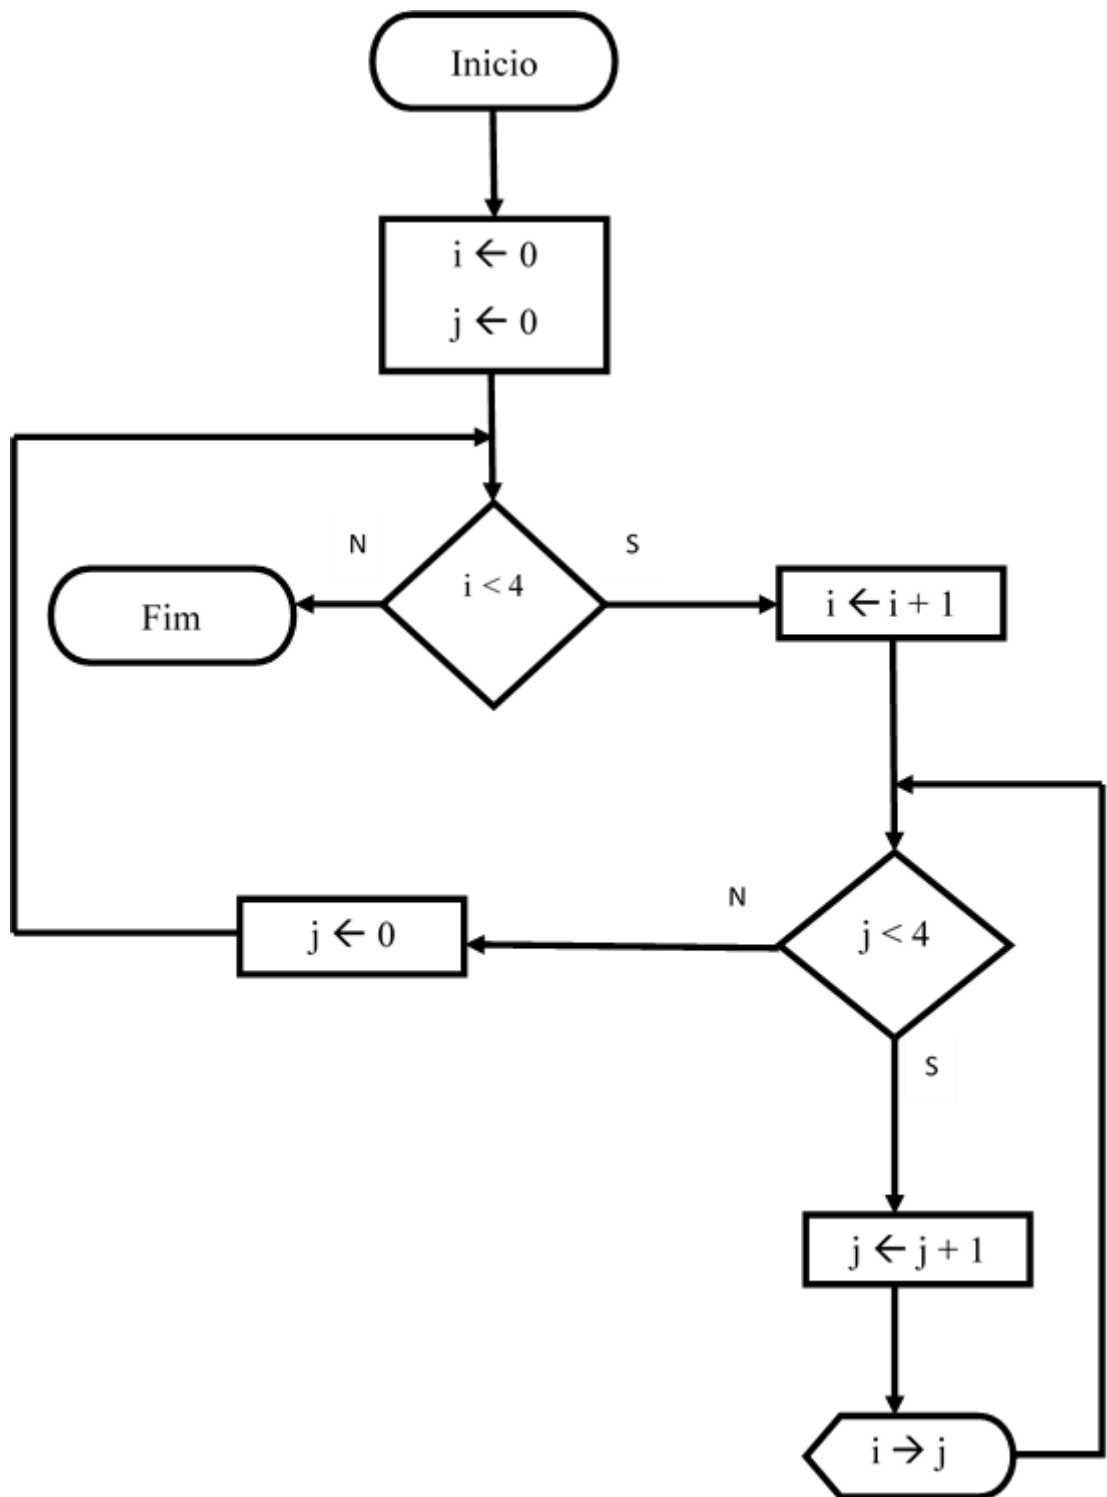 Inicio
i ← 0
j ← 0
N
S
i < 4
Fim
i ← i + 1
N
j < 4
j ← 0
S
j ← j + 1
i → j